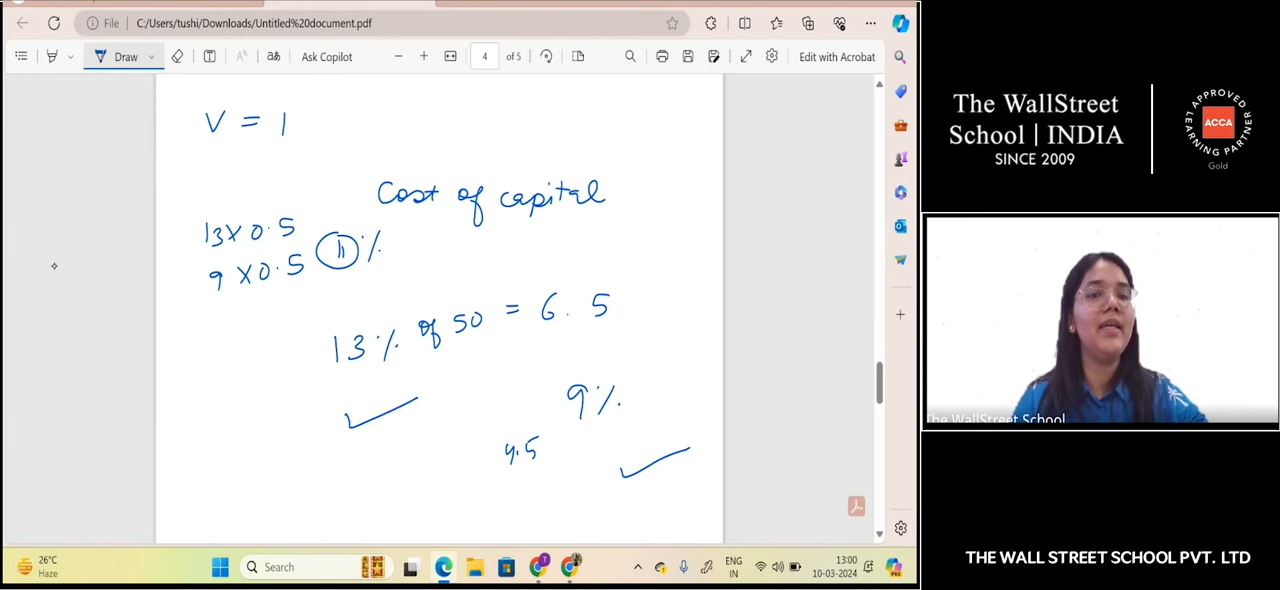 File C:/Users/tushi/Downloads/Untitled%20document.pdf
Draw Ask Copilot 4 of 5 Edit with Acrobat
V = 1
Cost of capital
13 x 0.5
9 x 0.5 11 %
13% of 50 = 6.5
9%
4.5
26°C
Haze
Search
ENG
IN
13:00
10-03-2024
The WallStreet
School | INDIA
SINCE 2009
APPROVED
ACCA
LEARNING PARTNER
Gold
The WallStreet School
THE WALL STREET SCHOOL PVT. LTD